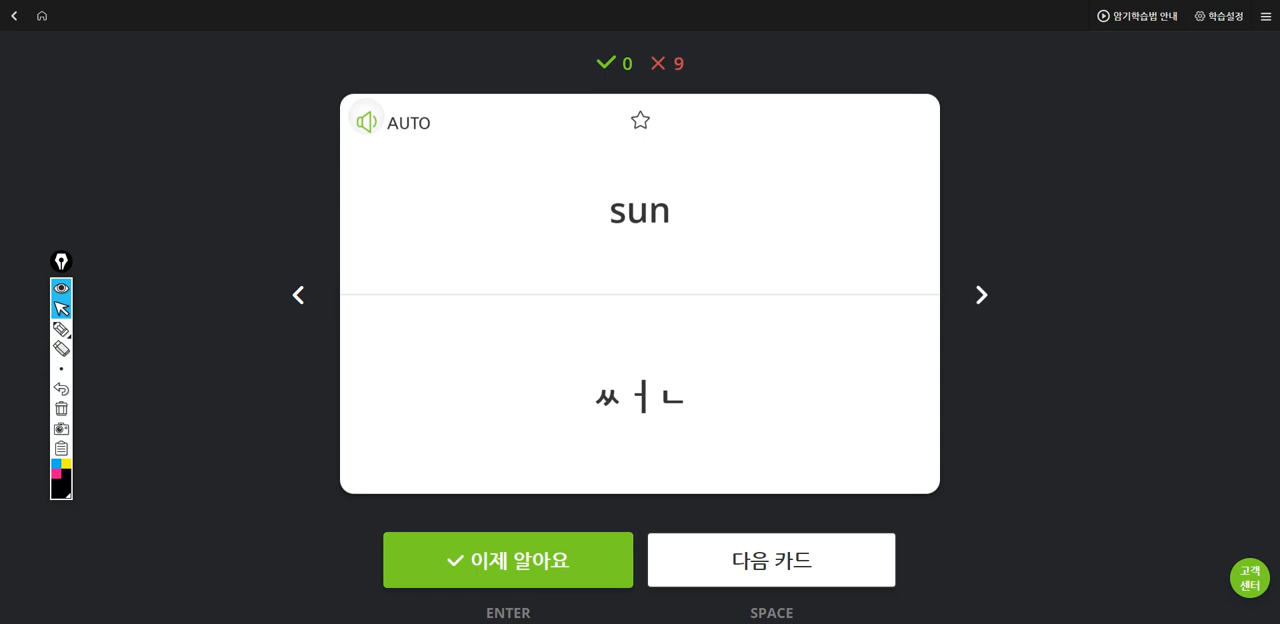 암기학습법 안내 학습설정
0 9
AUTO
sun
ㅆ ㅓ ㄴ
이제 알아요 다음 카드
ENTER SPACE
고객
센터